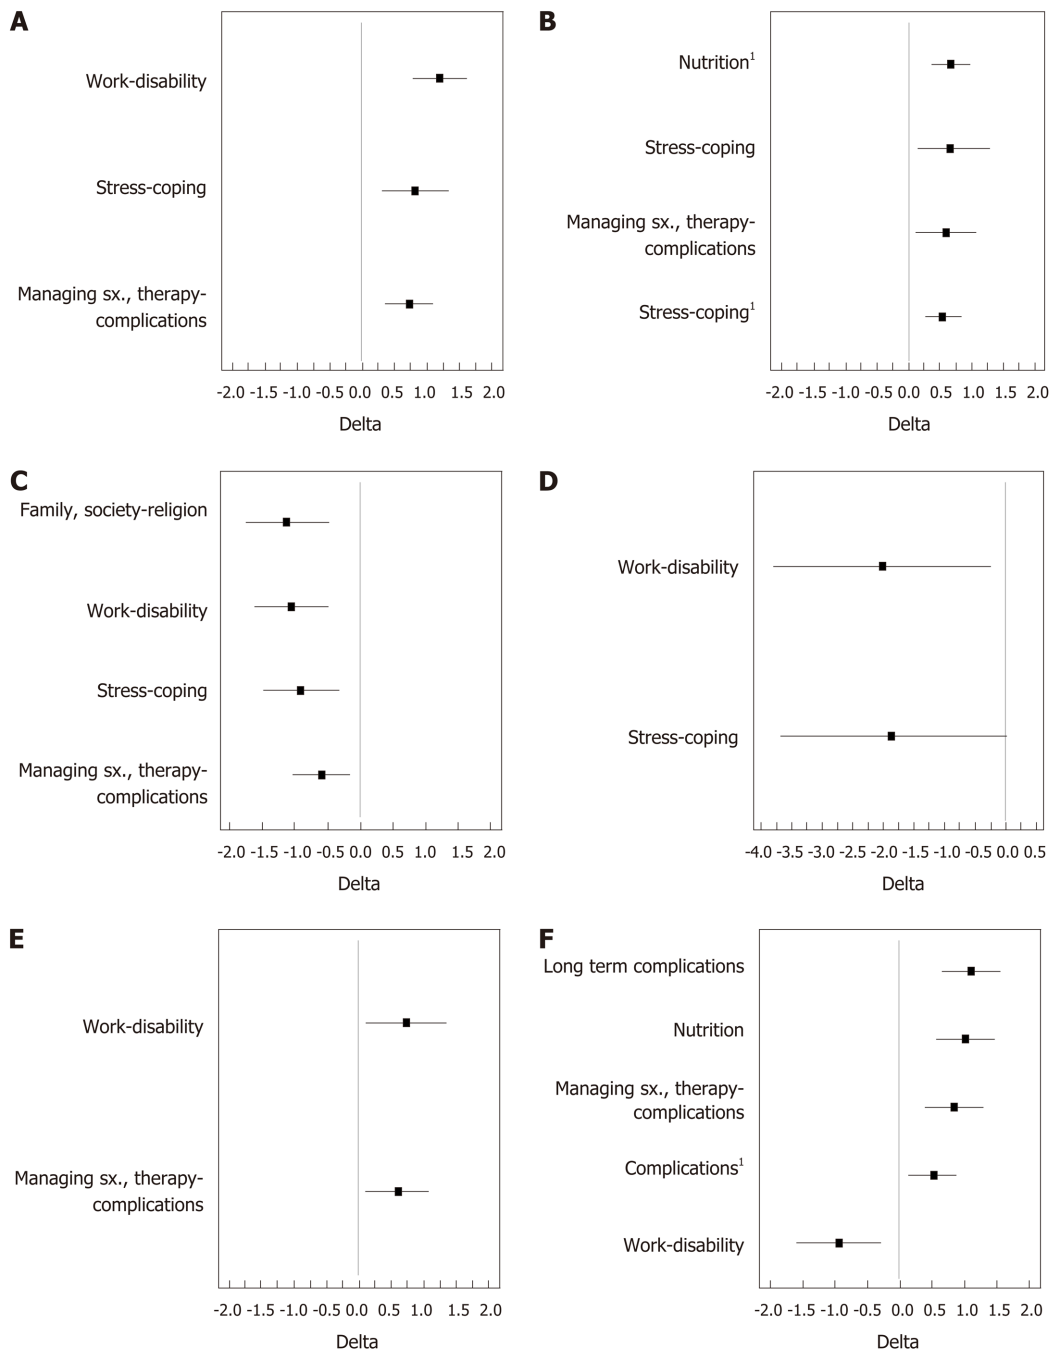 A
Work-disability
Stress-coping
Managing sx., therapy-
complications
-2.0 -1.5 -1.0 -0.5 0.0 0.5 1.0 1.5 2.0
Delta
B
Nutrition¹
Stress-coping
Managing sx., therapy-
complications
Stress-coping¹
-2.0 -1.5 -1.0 -0.5 0.0 0.5 1.0 1.5 2.0
Delta
C
Family, society-religion
Work-disability
Stress-coping
Managing sx., therapy-
complications
-2.0 -1.5 -1.0 -0.5 0.0 0.5 1.0 1.5 2.0
Delta
D
Work-disability
Stress-coping
-4.0 -3.5 -3.0 -2.5 -2.0 -1.5 -1.0 -0.5 0.0 0.5
Delta
E
Work-disability
Managing sx., therapy-
complications
-2.0 -1.5 -1.0 -0.5 0.0 0.5 1.0 1.5 2.0
Delta
F
Long term complications
Nutrition
Managing sx., therapy-
complications
Complications¹
Work-disability
-2.0 -1.5 -1.0 -0.5 0.0 0.5 1.0 1.5 2.0
Delta